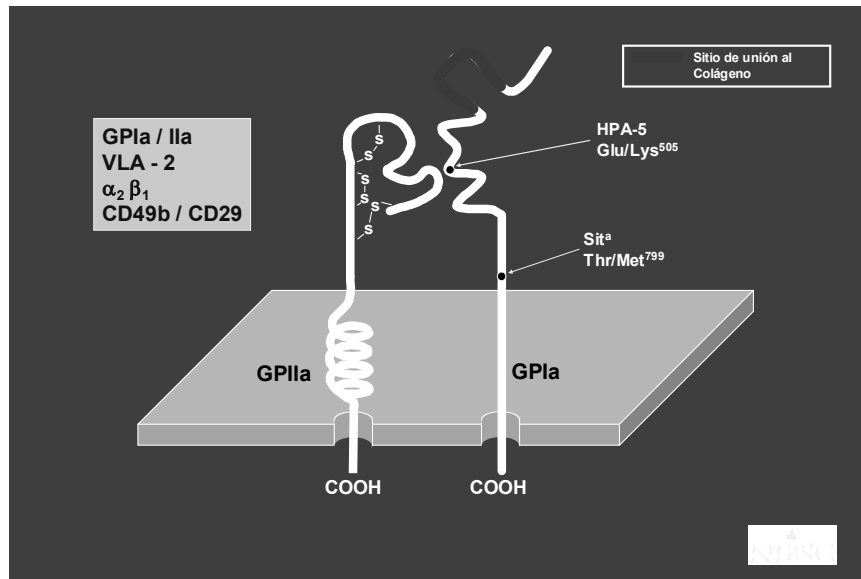 Sitio de unión al
Colágeno
GPIa / IIa
VLA - 2
α₂ β₁
CD49b / CD29
HPA-5
Glu/Lys⁵⁰⁵
S
S
S
S
S
S
Sitᵃ
Thr/Met⁷⁹⁹
GPIIa
GPIa
COOH
COOH